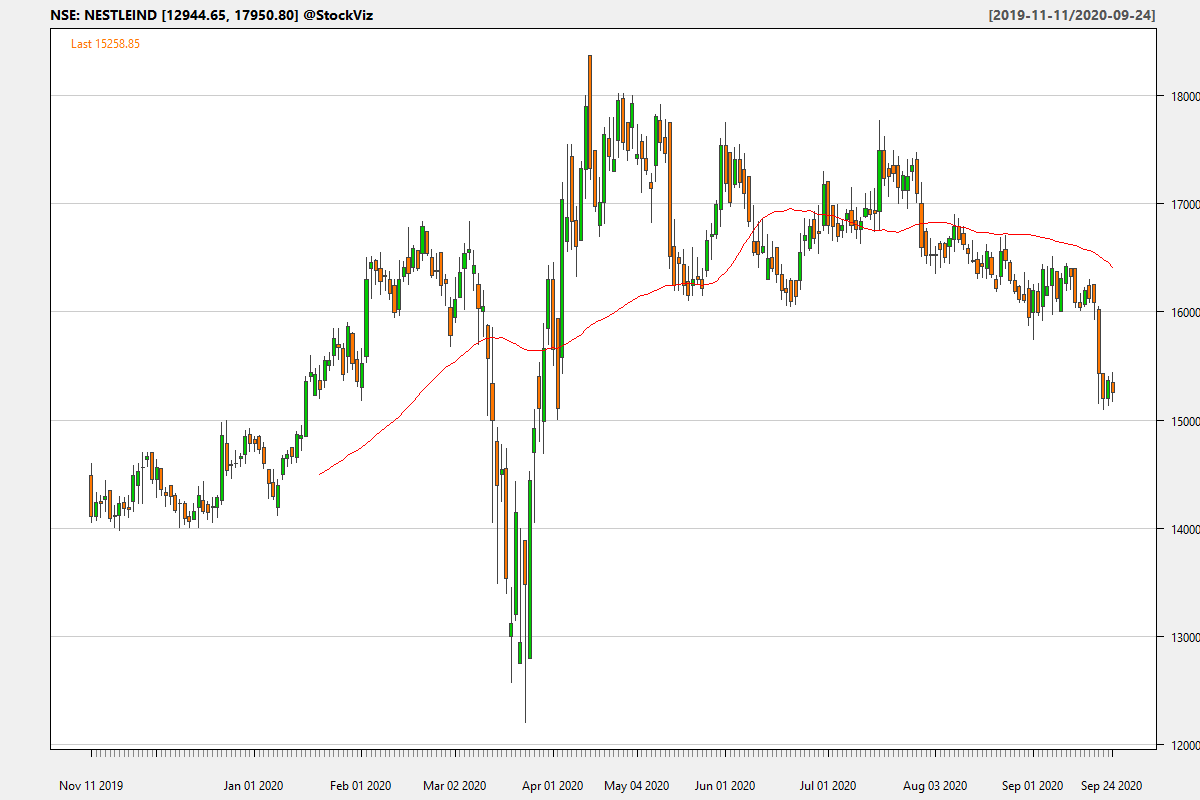 NSE: NESTLEIND [12944.65, 17950.80] @StockViz
[2019-11-11/2020-09-24]
Last 15258.85
18000
17000
16000
15000
14000
13000
12000
Nov 11 2019 Jan 01 2020 Feb 01 2020 Mar 02 2020 Apr 01 2020 May 04 2020 Jun 01 2020 Jul 01 2020 Aug 03 2020 Sep 01 2020 Sep 24 2020